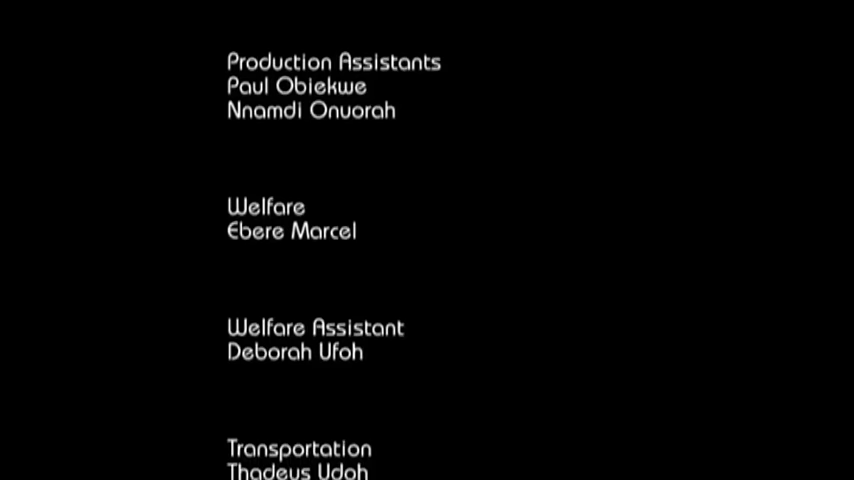 Production Assistants
Paul Obiekwe
Nnamdi Onuorah
Welfare
Ebere Marcel
Welfare Assistant
Deborah Ufoh
Transportation
Thadeus Udoh